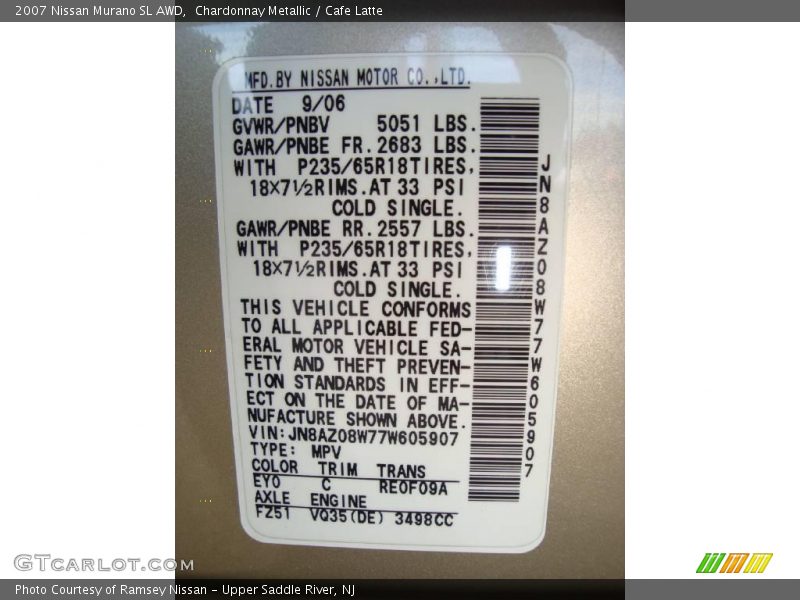 2007 Nissan Murano SL AWD,  Chardonnay Metallic / Cafe Latte
MFD.BY NISSAN MOTOR CO.,LTD.
DATE 9/06
GVWR/PNBV 5051 LBS.
GAWR/PNBE FR.2683 LBS.
WITH P235/65R18TIRES,
18×7½RIMS.AT 33 PSI
COLD SINGLE.
GAWR/PNBE RR.2557 LBS.
WITH P235/65R18TIRES,
18×7½RIMS.AT 33 PSI
COLD SINGLE.
THIS VEHICLE CONFORMS
TO ALL APPLICABLE FED-
ERAL MOTOR VEHICLE SA-
FETY AND THEFT PREVEN-
TION STANDARDS IN EFF-
ECT ON THE DATE OF MA-
NUFACTURE SHOWN ABOVE.
VIN:JN8AZ08W77W605907
TYPE: MPV
COLOR TRIM TRANS
EY0 C RE0F09A
AXLE ENGINE
FZ51 VQ35(DE) 3498CC
JN8AZ08W77W605907
GTCARLOT.COM
Photo Courtesy of Ramsey Nissan - Upper Saddle River, NJ